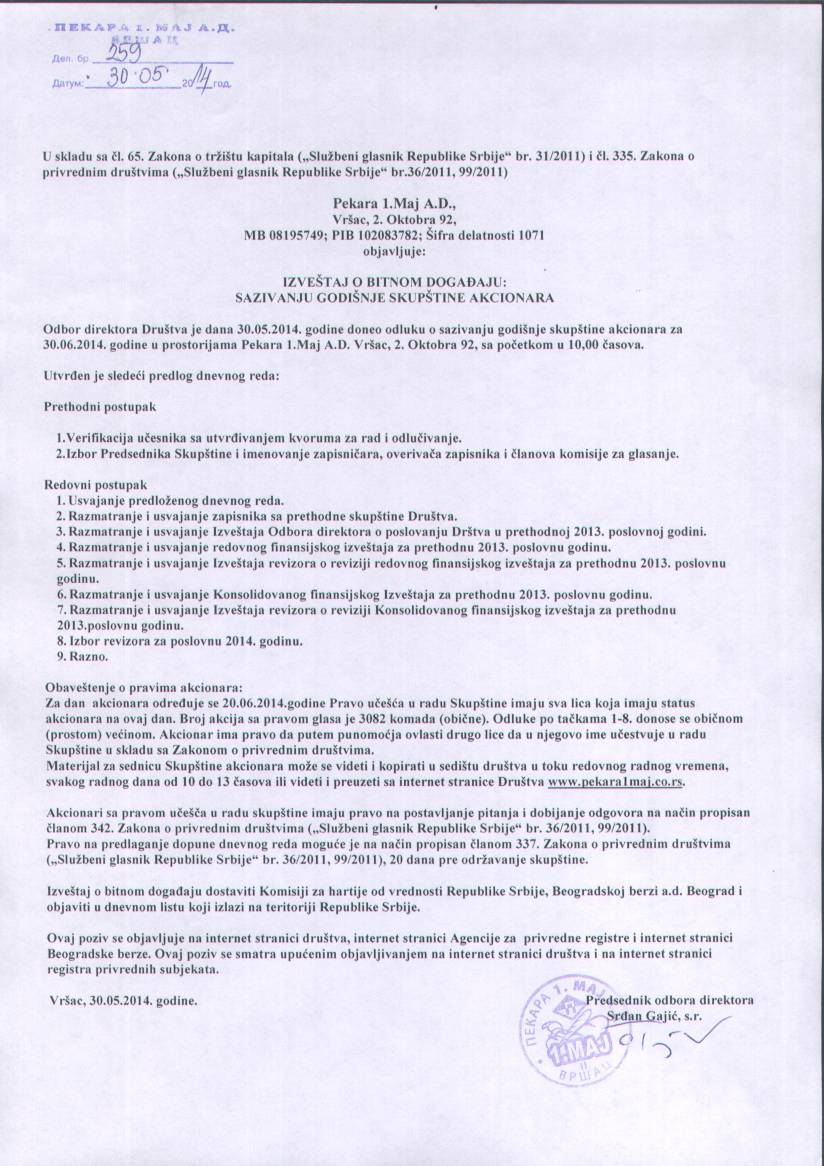 ПЕКАРА 1. МАЈ А.Д.
ВРШАЦ
Дел. бр. 259
Датум: 30.05. 2014 год.
U skladu sa čl. 65. Zakona o tržištu kapitala („Službeni glasnik Republike Srbije“ br. 31/2011) i čl. 335. Zakona o
privrednim društvima („Službeni glasnik Republike Srbije“ br.36/2011, 99/2011)
Pekara 1.Maj A.D.,
Vršac, 2. Oktobra 92,
MB 08195749; PIB 102083782; Šifra delatnosti 1071
objavljuje:
IZVEŠTAJ O BITNOM DOGAĐAJU:
SAZIVANJU GODIŠNJE SKUPŠTINE AKCIONARA
Odbor direktora Društva je dana 30.05.2014. godine doneo odluku o sazivanju godišnje skupštine akcionara za
30.06.2014. godine u prostorijama Pekara 1.Maj A.D. Vršac, 2. Oktobra 92, sa početkom u 10,00 časova.
Utvrđen je sledeći predlog dnevnog reda:
Prethodni postupak
1.Verifikacija učesnika sa utvrđivanjem kvoruma za rad i odlučivanje.
2.Izbor Predsednika Skupštine i imenovanje zapisničara, overivača zapisnika i članova komisije za glasanje.
Redovni postupak
1. Usvajanje predloženog dnevnog reda.
2. Razmatranje i usvajanje zapisnika sa prethodne skupštine Društva.
3. Razmatranje i usvajanje Izveštaja Odbora direktora o poslovanju Drštva u prethodnoj 2013. poslovnoj godini.
4. Razmatranje i usvajanje redovnog finansijskog izveštaja za prethodnu 2013. poslovnu godinu.
5. Razmatranje i usvajanje Izveštaja revizora o reviziji redovnog finansijskog izveštaja za prethodnu 2013. poslovnu
godinu.
6. Razmatranje i usvajanje Konsolidovanog finansijskog Izveštaja za prethodnu 2013. poslovnu godinu.
7. Razmatranje i usvajanje Izveštaja revizora o reviziji Konsolidovanog finansijskog izveštaja za prethodnu
2013.poslovnu godinu.
8. Izbor revizora za poslovnu 2014. godinu.
9. Razno.
Obaveštenje o pravima akcionara:
Za dan akcionara određuje se 20.06.2014.godine Pravo učešća u radu Skupštine imaju sva lica koja imaju status
akcionara na ovaj dan. Broj akcija sa pravom glasa je 3082 komada (obične). Odluke po tačkama 1-8. donose se običnom
(prostom) većinom. Akcionar ima pravo da putem punomoćja ovlasti drugo lice da u njegovo ime učestvuje u radu
Skupštine u skladu sa Zakonom o privrednim društvima.
Materijal za sednicu Skupštine akcionara može se videti i kopirati u sedištu društva u toku redovnog radnog vremena,
svakog radnog dana od 10 do 13 časova ili videti i preuzeti sa internet stranice Društva www.pekara1maj.co.rs.
Akcionari sa pravom učešča u radu skupštine imaju pravo na postavljanje pitanja i dobijanje odgovora na način propisan
članom 342. Zakona o privrednim društvima („Službeni glasnik Republike Srbije“ br. 36/2011, 99/2011).
Pravo na predlaganje dopune dnevnog reda moguće je na način propisan članom 337. Zakona o privrednim društvima
(„Službeni glasnik Republike Srbije“ br. 36/2011, 99/2011), 20 dana pre održavanje skupštine.
Izveštaj o bitnom događaju dostaviti Komisiji za hartije od vrednosti Republike Srbije, Beogradskoj berzi a.d. Beograd i
objaviti u dnevnom listu koji izlazi na teritoriji Republike Srbije.
Ovaj poziv se objavljuje na internet stranici društva, internet stranici Agencije za privredne registre i internet stranici
Beogradske berze. Ovaj poziv se smatra upućenim objavljivanjem na internet stranici društva i na internet stranici
registra privrednih subjekata.
Vršac, 30.05.2014. godine.
Predsednik odbora direktora
Srđan Gajić, s.r.
ПЕКАРА 1. МАЈ
1.MAJ
ВРШАЦ